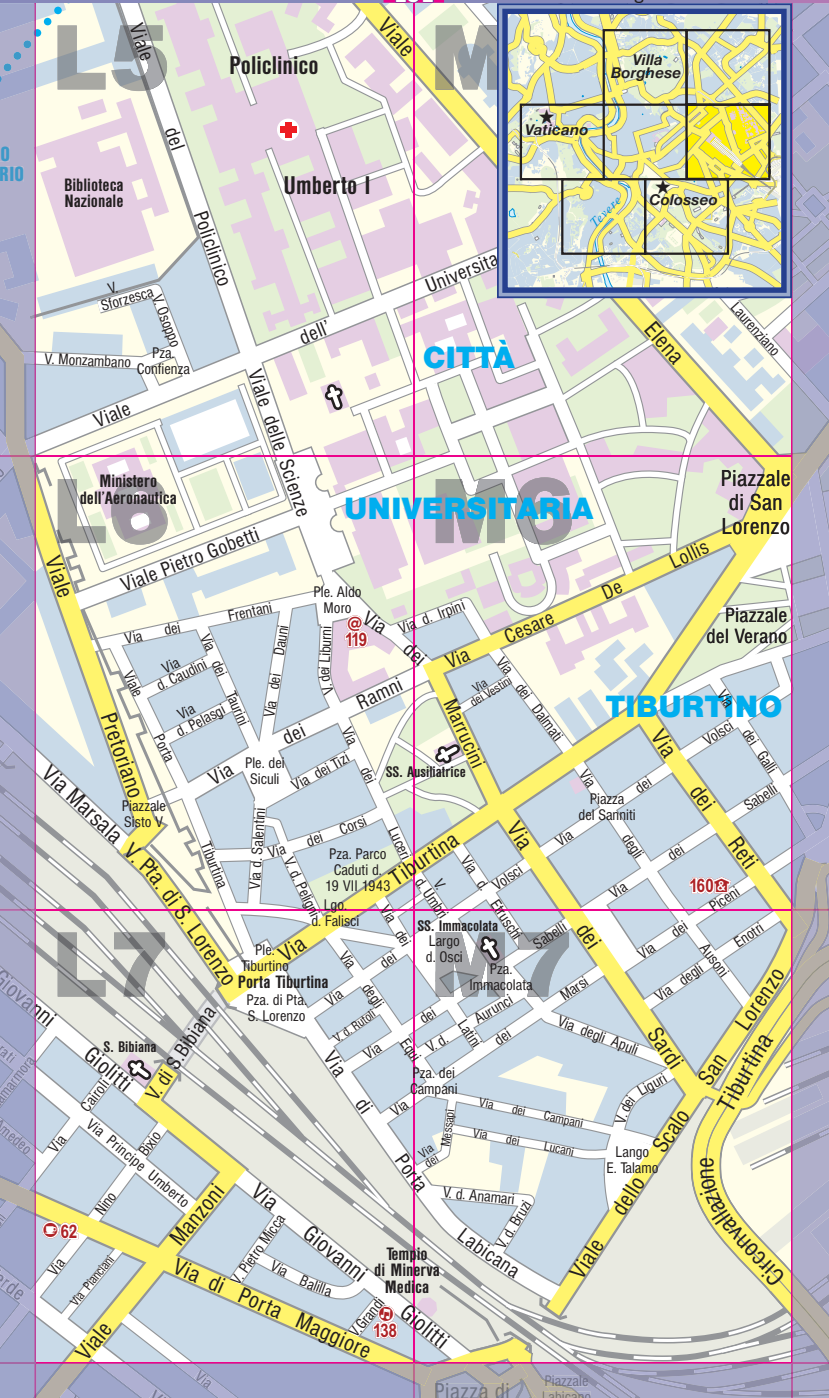 L5
Viale
del
Policlinico
Policlinico
Umberto I
Viale
M
Villa
Borghese
Vaticano
Colosseo
Tevere
O
RIO
Biblioteca
Nazionale
V.
Sforzesca
V. Osoppo
V. Monzambano
Pza.
Confienza
Viale
dell'
Universita
CITTÀ
Elena
Laurenziano
Viale delle Scienze
Ministero
dell'Aeronautica
L6
UNIVERSITARIA
M6
Piazzale
di San
Lorenzo
Viale
Viale Pietro Gobetti
Ple. Aldo
Moro
@
119
Via dei Frentani
Via
d. Caudini
Via dei Taurini
Via dei Dauni
V. dei Liburni
Via
d. Pelasgi
Viale
Porta
Tiburtina
Pretoriano
Via dei
Ramni
Via d. Irpini
Via Cesare De Lollis
Piazzale
del Verano
TIBURTINO
Via
dei Vestini
Via dei Dalmati
Marrucini
Via dei Ramni
SS. Ausiliatrice
Ple. dei
Siculi
Via dei Tizi
Via dei Luceri
Via d. Salentini
Via dei Corsi
V. d. Peligni
Pza. Parco
Caduti d.
19 VII 1943
Lgo.
d. Falisci
Tiburtina
Via dei Reti
Via dei Volsci
Via dei Galli
Sabelli
Piazza
dei Sanniti
Via degli
Via dei
160
Piceni
Via Marsala
Piazzale
Sisto V
V. Pta. di S. Lorenzo
Via
V. d. Umbri
Via d. Etruschi
Volsci
Sabelli
Via dei Sardi
SS. Immacolata
Largo
d. Osci
Pza.
Immacolata
L7
M7
Ple.
Tiburtino
Porta Tiburtina
Pza. di Pta.
S. Lorenzo
Via dei
Via degli Equi
V. d. Rutoli
Via
V. d. Aurunci
Latini
Via dei Marsi
Via degli Ausoni
Enotri
Via degli Apuli
San Lorenzo
Tiburtina
Giovanni
Giolitti
S. Bibiana
V. di S.Bibiana
Cairoli
Via
Via Principe Umberto
Bixio
Nino
Via
Via Pianciani
Via di Porta Labicana
Pza. dei
Campani
Via dei Campani
Via dei Messapi
Via dei Lucani
V. dei Liguri
Lango
E. Talamo
V. d. Anamari
V. d. Bruzi
Viale dello Scalo
Circonvallazione
62
Viale Manzoni
Via Giovanni Giolitti
V. Pietro Micca
Via Balilla
V.Grandi
Tempio
di Minerva
Medica
138
Via di Porta Maggiore
Via
Piazza di
Piazzale
Labicano